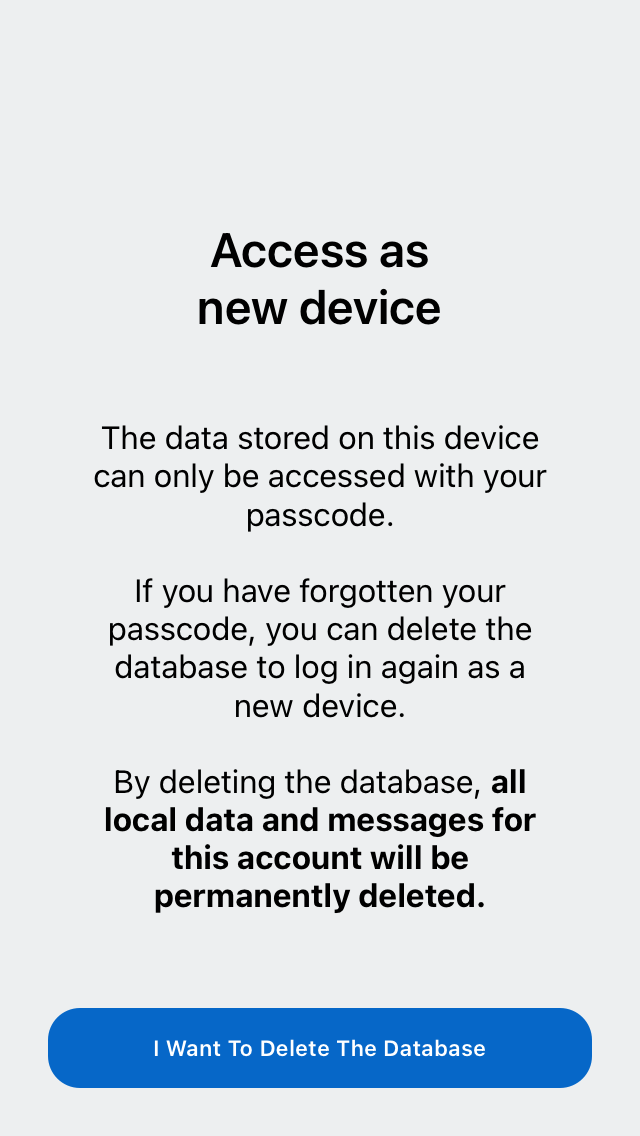 Access as
new device
The data stored on this device
can only be accessed with your
passcode.
If you have forgotten your
passcode, you can delete the
database to log in again as a
new device.
By deleting the database, all
local data and messages for
this account will be
permanently deleted.
I Want To Delete The Database